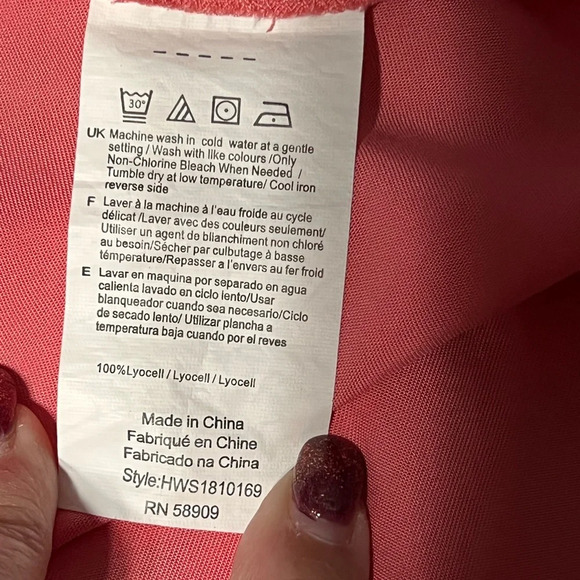 - - - - -
30°
UK Machine wash in cold water at a gentle
setting / Wash with like colours /Only
Non-Chlorine Bleach When Needed /
Tumble dry at low temperature/ Cool iron
reverse side
F Laver à la machine à l'eau froide au cycle
délicat /Laver avec des couleurs seulement/
Utiliser un agent de blianchiment non chloré
au besoin/Sécher par culbutage à basse
témpérature/Repasser a l'envers au fer froid
E Lavar en maquina por separado en agua
calienta lavado en ciclo lento/Usar
blanqueador cuando sea necesario/Ciclo
de secado lento/ Utilizar plancha a
temperatura baja cuando por el reves
100%Lyocell / Lyocell / Lyocell
Made in China
Fabriqué en Chine
Fabricado na China
Style:HWS1810169
RN 58909